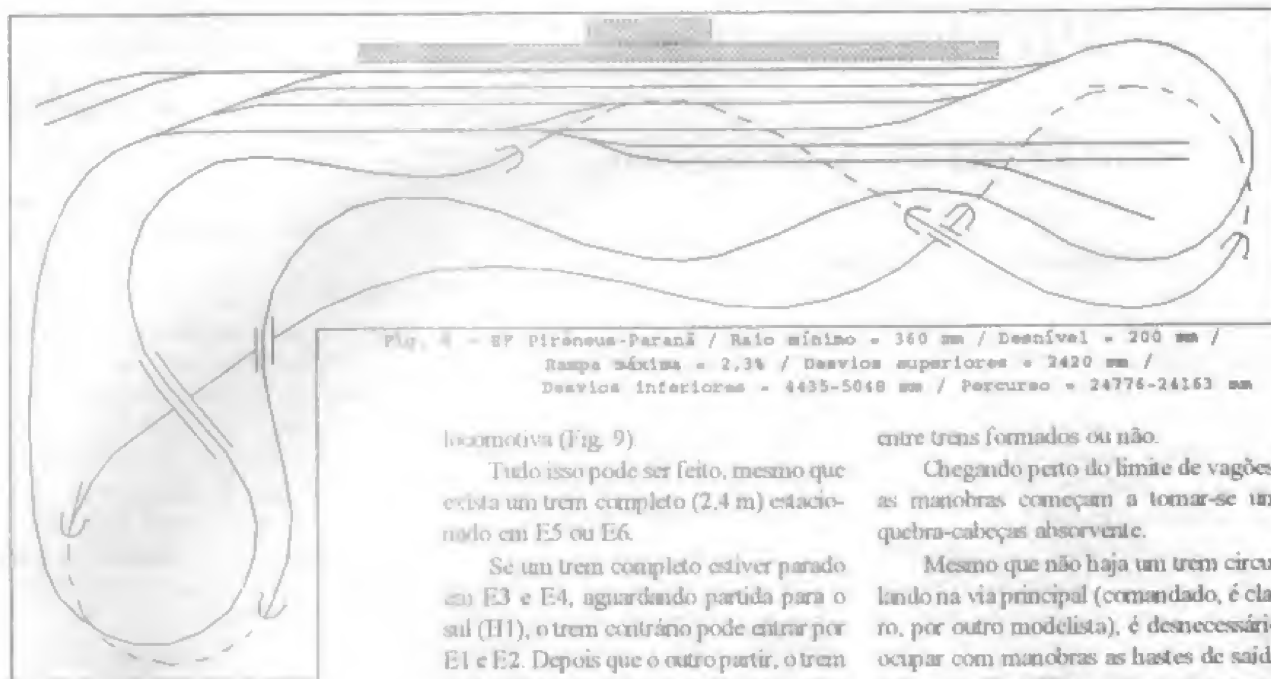 Fig. 4 - EF Pirêneus-Paraná / Raio mínimo = 360 mm / Desnível = 200 mm /
Rampa máxima = 2,3% / Desvios superiores = 2420 mm /
Desvios inferiores = 4435-5048 mm / Percurso = 24776-24163 mm
locomotiva (Fig. 9)
Tudo isso pode ser feito, mesmo que
exista um trem completo (2,4 m) estacio-
nado em E5 ou E6.
Se um trem completo estiver parado
em E3 e E4, aguardando partida para o
sul (H1), o trem contrário pode entrar por
E1 e E2. Depois que o outro partir, o trem
entre trens formados ou não.
Chegando perto do limite de vagões
as manobras começam a tornar-se um
quebra-cabeças absorvente.
Mesmo que não haja um trem circu
lando na via principal (comandado, é cla
ro, por outro modelista), é desnecessári
ocupar com manobras as hastes de saíd